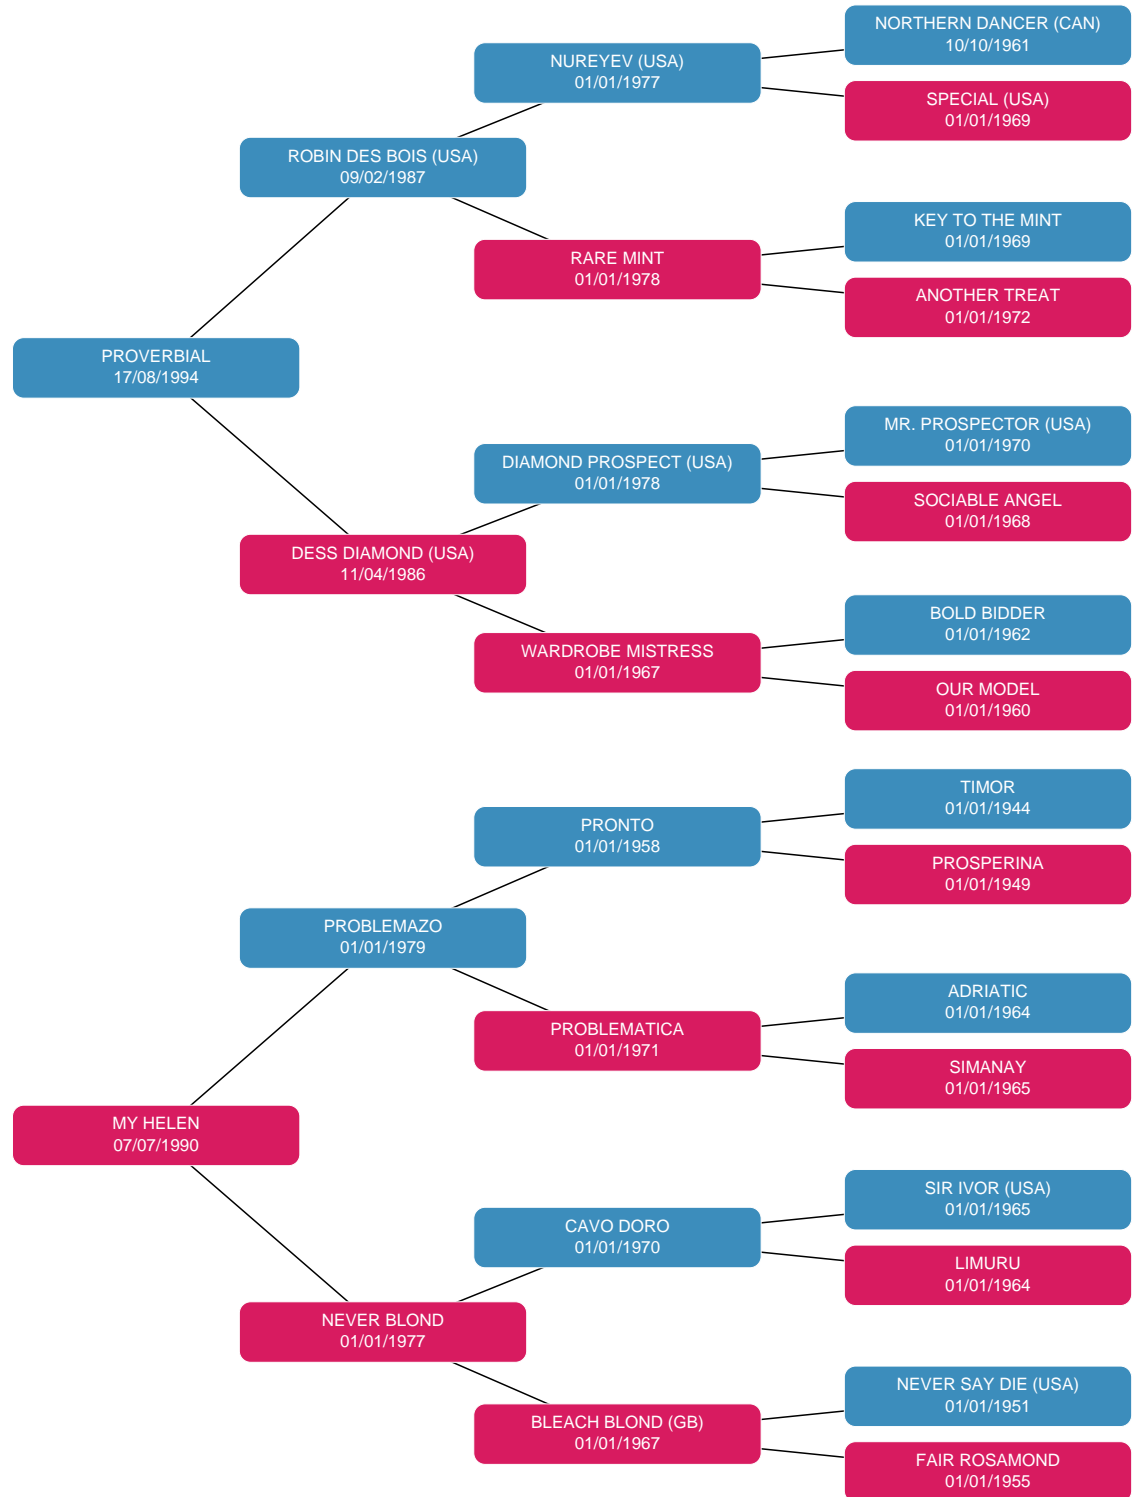 NORTHERN DANCER (CAN)
10/10/1961
NUREYEV (USA)
01/01/1977
SPECIAL (USA)
01/01/1969
ROBIN DES BOIS (USA)
09/02/1987
KEY TO THE MINT
01/01/1969
RARE MINT
01/01/1978
ANOTHER TREAT
01/01/1972
PROVERBIAL
17/08/1994
MR. PROSPECTOR (USA)
01/01/1970
DIAMOND PROSPECT (USA)
01/01/1978
SOCIABLE ANGEL
01/01/1968
DESS DIAMOND (USA)
11/04/1986
BOLD BIDDER
01/01/1962
WARDROBE MISTRESS
01/01/1967
OUR MODEL
01/01/1960
TIMOR
01/01/1944
PRONTO
01/01/1958
PROSPERINA
01/01/1949
PROBLEMAZO
01/01/1979
ADRIATIC
01/01/1964
PROBLEMATICA
01/01/1971
SIMANAY
01/01/1965
MY HELEN
07/07/1990
SIR IVOR (USA)
01/01/1965
CAVO DORO
01/01/1970
LIMURU
01/01/1964
NEVER BLOND
01/01/1977
NEVER SAY DIE (USA)
01/01/1951
BLEACH BLOND (GB)
01/01/1967
FAIR ROSAMOND
01/01/1955